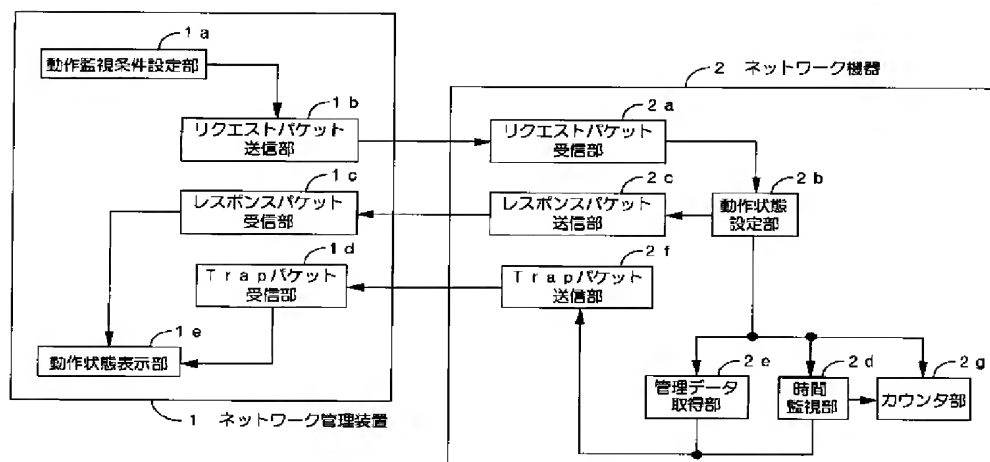 1a
動作監視条件設定部
2 ネットワーク機器
1b
リクエストパケット
送信部
2a
リクエストパケット
受信部
1c
レスポンスパケット
受信部
2c
レスポンスパケット
送信部
2b
動作状態
設定部
1d
Trapパケット
受信部
2f
Trapパケット
送信部
1e
動作状態表示部
2e
管理データ
取得部
2d
時間
監視部
2g
カウンタ部
1 ネットワーク管理装置